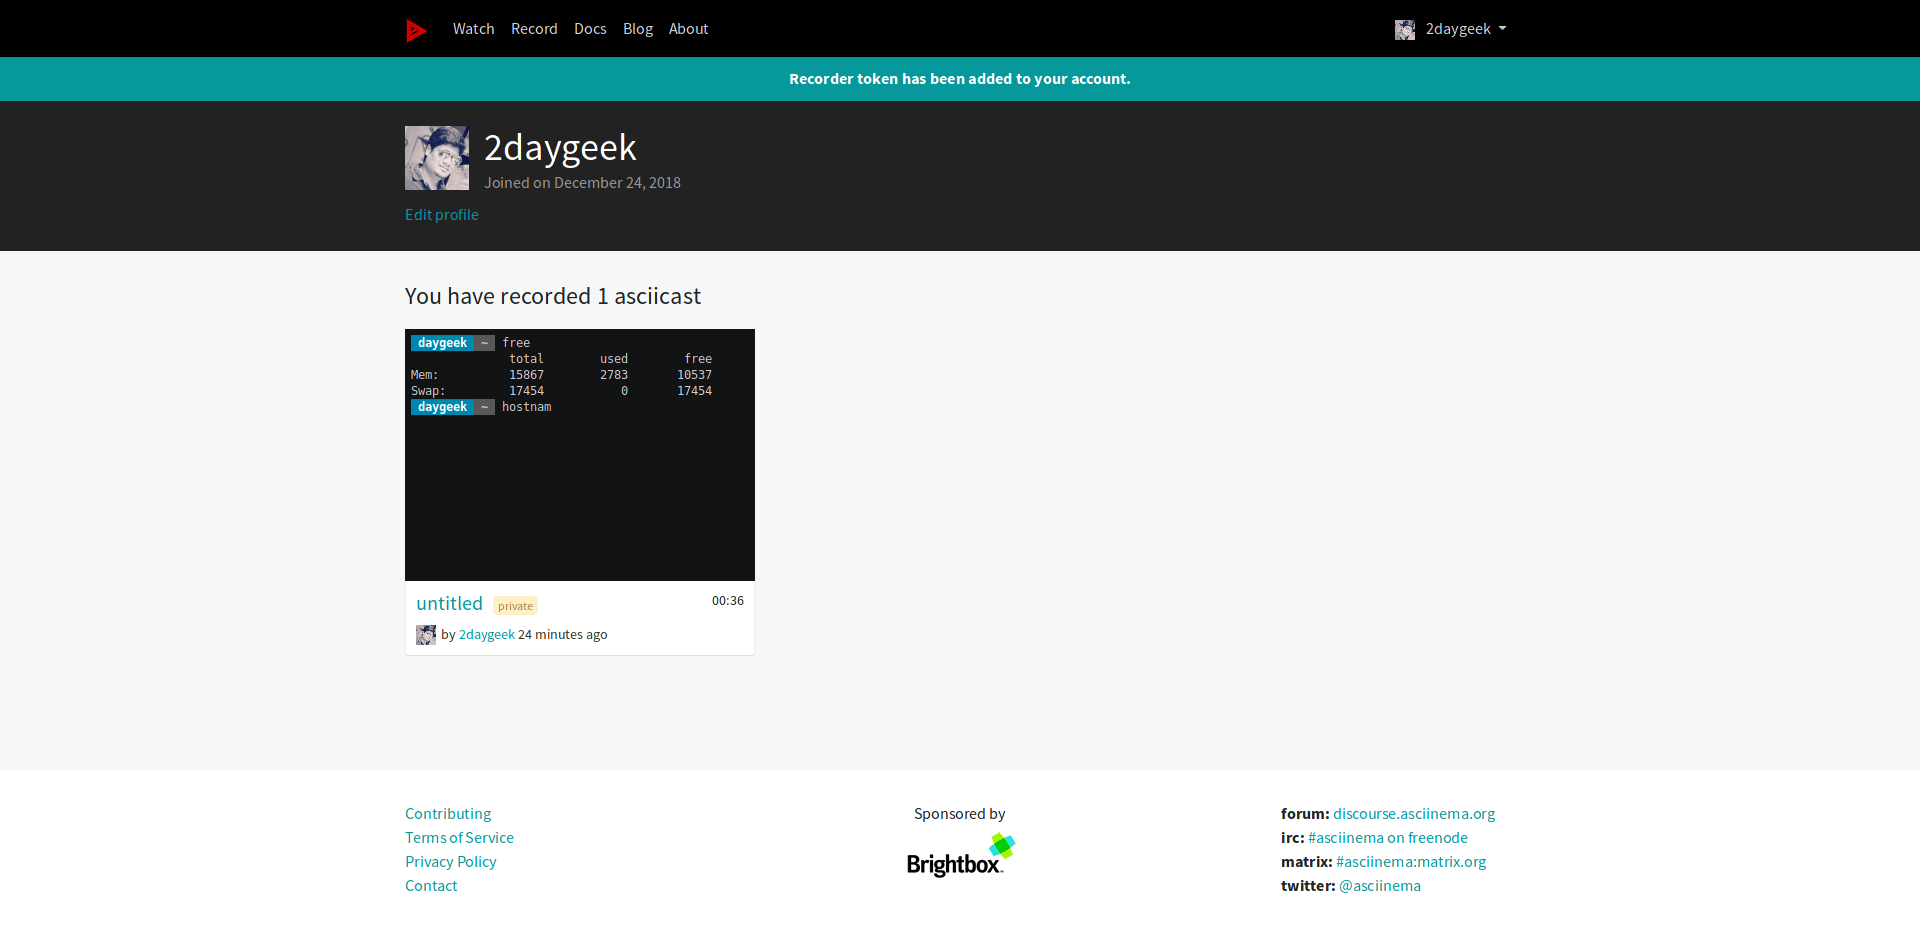 Watch Record Docs Blog About 2daygeek
Recorder token has been added to your account.
2daygeek
Joined on December 24, 2018
Edit profile
You have recorded 1 asciicast
daygeek ~ free
total used free
Mem: 15867 2783 10537
Swap: 17454 0 17454
daygeek ~ hostnam
untitled private 00:36
by 2daygeek 24 minutes ago
Contributing
Terms of Service
Privacy Policy
Contact
Sponsored by
Brightbox™
forum: discourse.asciinema.org
irc: #asciinema on freenode
matrix: #asciinema:matrix.org
twitter: @asciinema